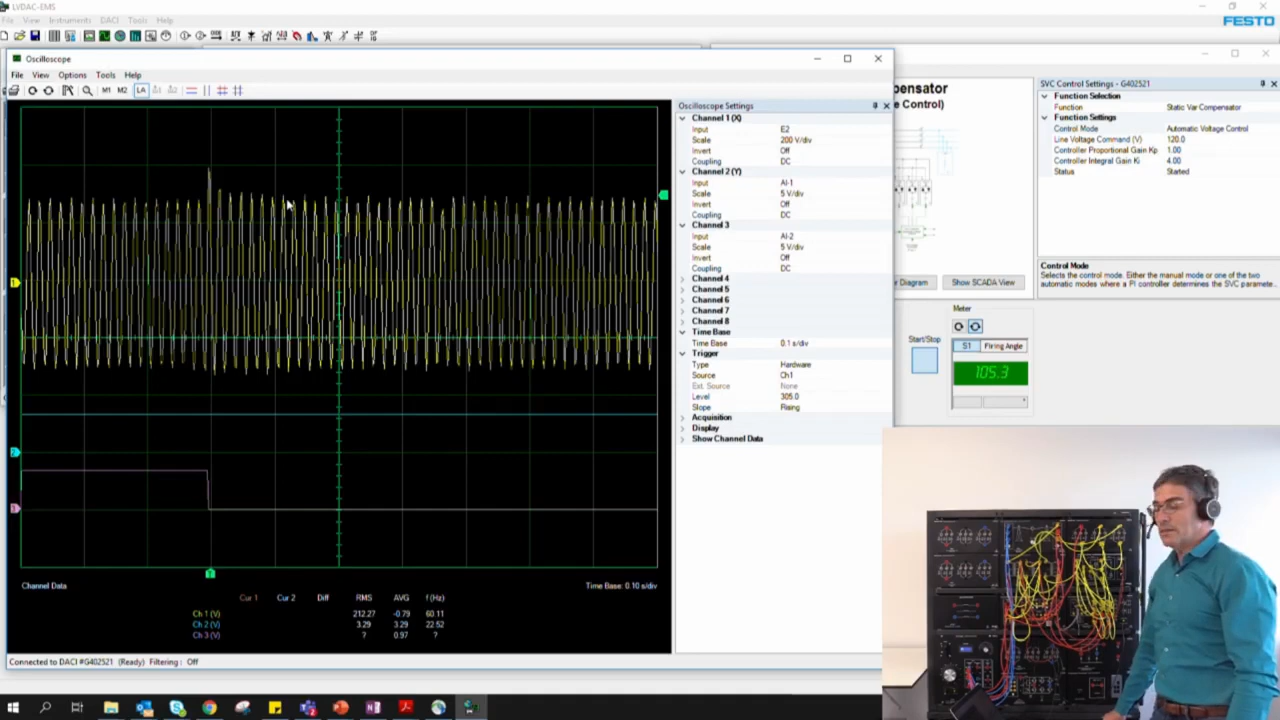 LVDAC-EMS
File View Instruments DACI Tools Help
FESTO
Oscilloscope
File View Options Tools Help
M1 M2 LA
Oscilloscope Settings
Channel 1 (X)
Input E2
Scale 200 V/div
Invert Off
Coupling DC
Channel 2 (Y)
Input AI-1
Scale 5 V/div
Invert Off
Coupling DC
Channel 3
Input AI-2
Scale 5 V/div
Invert Off
Coupling DC
Channel 4
Channel 5
Channel 6
Channel 7
Channel 8
Time Base
Time Base 0.1 s/div
Trigger
Type Hardware
Source Ch1
Ext. Source None
Level 305.0
Slope Rising
Acquisition
Display
Show Channel Data
Channel Data
Time Base: 0.10 s/div
Cur 1 Cur 2 Diff RMS AVG f (Hz)
Ch 1 (V) 212.27 -0.79 60.11
Ch 2 (V) 3.29 3.29 22.52
Ch 3 (V) ? 0.97 ?
Connected to DACI #G402521 (Ready) Filtering : Off
pensator
e Control)
r Diagram
Show SCADA View
SVC Control Settings - G402521
Function Selection
Function Static Var Compensator
Function Settings
Control Mode Automatic Voltage Control
Line Voltage Command (V) 120.0
Controller Proportional Gain Kp 1.00
Controller Integral Gain Ki 4.00
Status Started
Control Mode
Selects the control mode. Either the manual mode or one of the two
automatic modes where a PI controller determines the SVC paramete...
Meter
Start/Stop
S1 Firing Angle
105.3